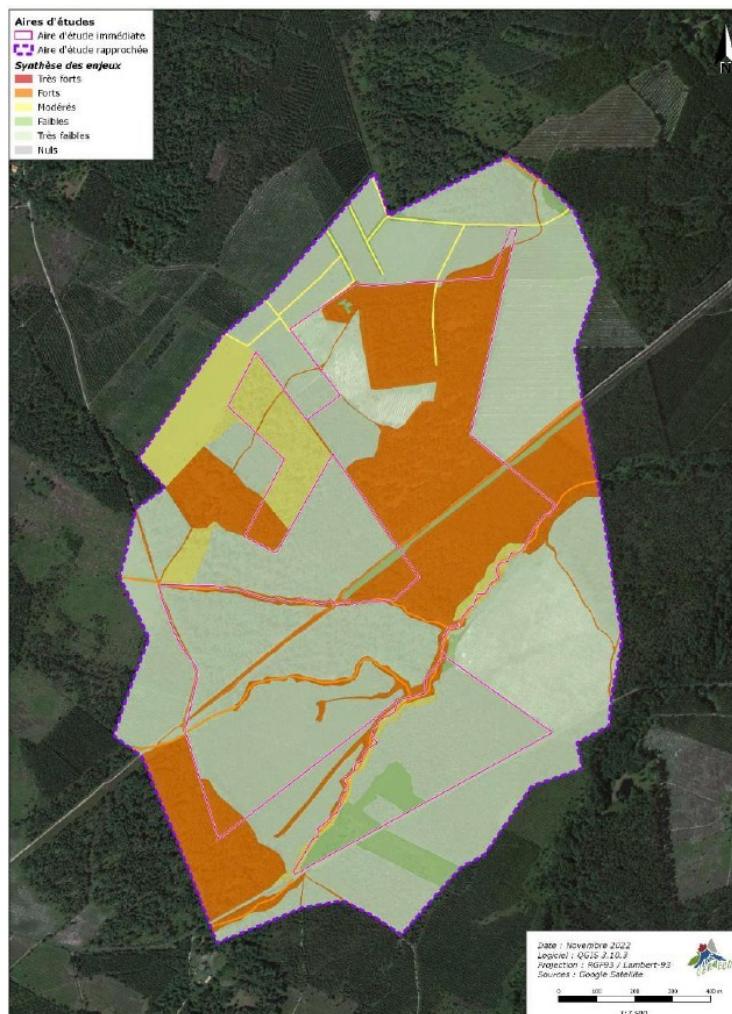 Aires d'études
Aire d'étude immédiate
Aire d'étude rapprochée
Synthèse des enjeux
Très forts
Forts
Modérés
Faibles
Très faibles
Nuls
N
Date : Novembre 2022
Logiciel : QGIS 3.10.3
Projection : RGF93 / Lambert-93
Sources : Google Satellite
0 100 200 300 400 m